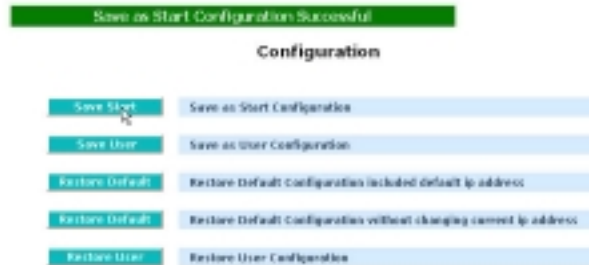 Save as Start Configuration Successful
Configuration
Save Start Save as Start Configuration
Save User Save as User Configuration
Restore Default Restore Default Configuration included default ip address
Restore Default Restore Default Configuration without changing current ip address
Restore User Restore User Configuration